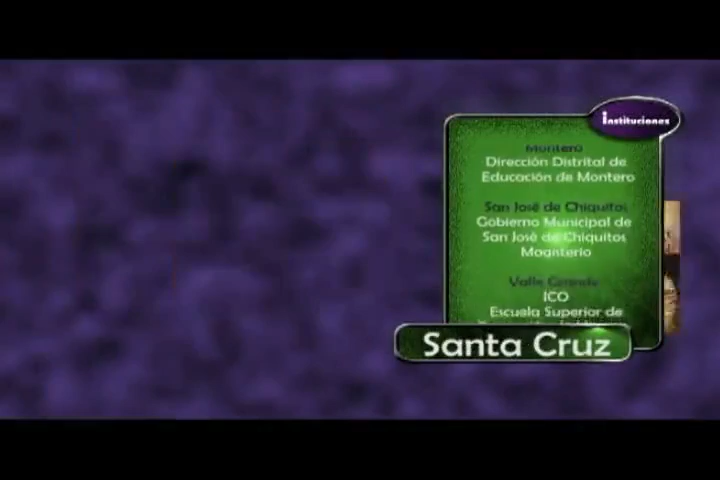 Instituciones
Montero
Dirección Distrital de
Educación de Montero
San José de Chiquitos
Gobierno Municipal de
San José de Chiquitos
Magisterio
Valle Grande
ICO
Escuela Superior de
Santa Cruz